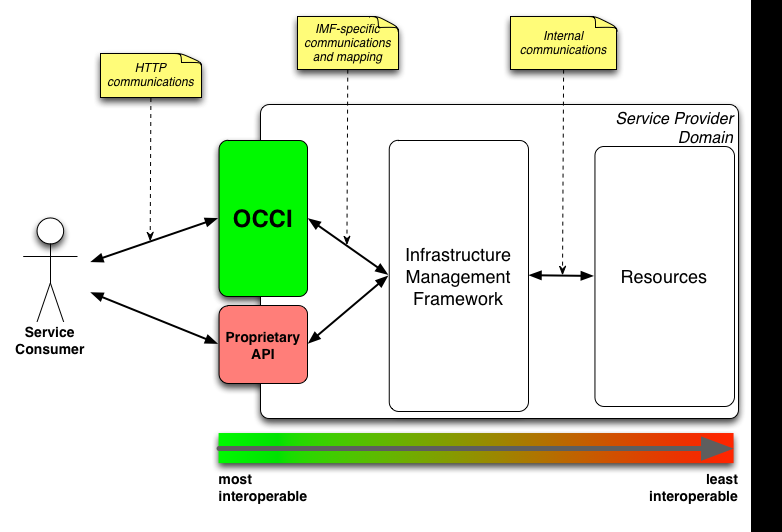 HTTP
communications
IMF-specific
communications
and mapping
Internal
communications
Service Provider
Domain
OCCI
Infrastructure
Management
Framework
Resources
Service
Consumer
Proprietary
API
most
interoperable
least
interoperable